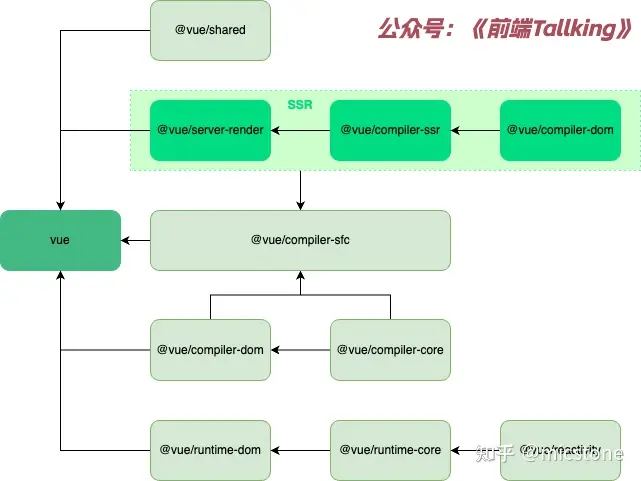 @vue/shared
公众号：《前端Tallking》
SSR
@vue/server-render
@vue/compiler-ssr
@vue/compiler-dom
vue
@vue/compiler-sfc
@vue/compiler-dom
@vue/compiler-core
@vue/runtime-dom
@vue/runtime-core
@vue/reactivity
知乎 @micstone